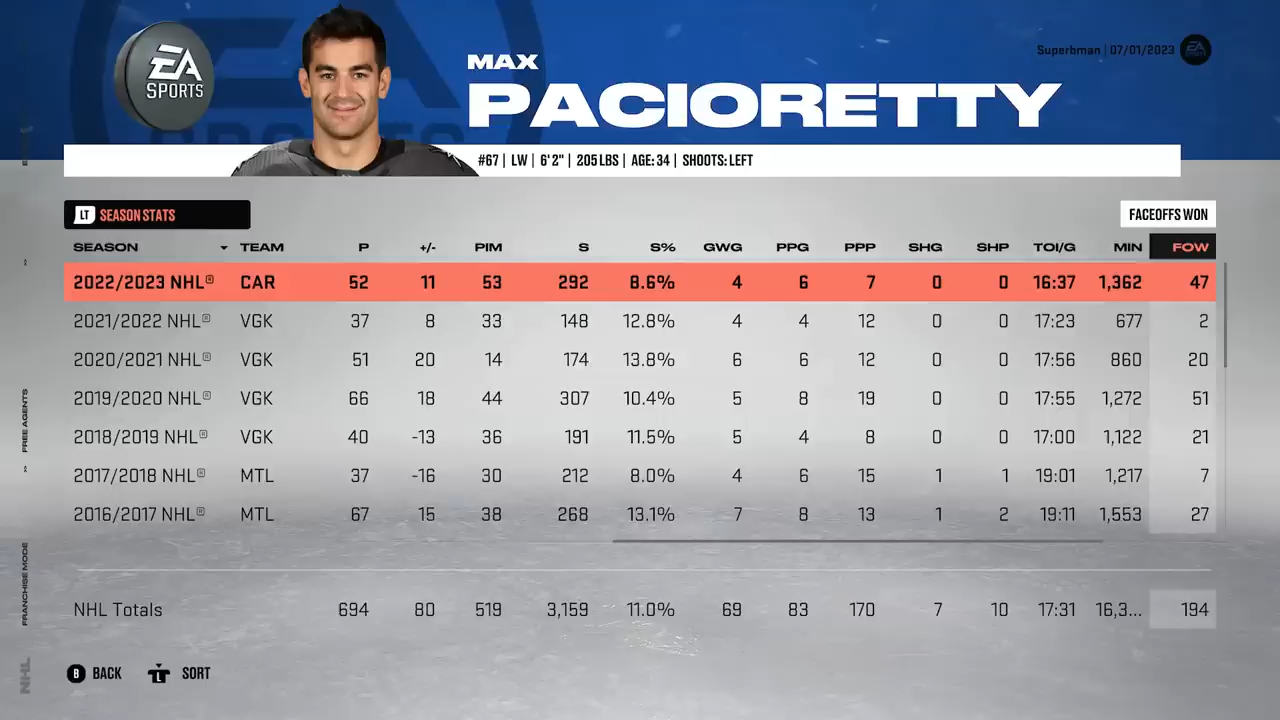 EA
SPORTS
MAX
PACIORETTY
Superbman | 07/01/2023 EA
#67 | LW | 6' 2" | 205 LBS | AGE: 34 | SHOOTS: LEFT
LT SEASON STATS
FACEOFFS WON
SEASON TEAM P +/- PIM S S% GWG PPG PPP SHG SHP TOI/G MIN FOW
2022/2023 NHL® CAR 52 11 53 292 8.6% 4 6 7 0 0 16:37 1,362 47
2021/2022 NHL® VGK 37 8 33 148 12.8% 4 4 12 0 0 17:23 677 2
2020/2021 NHL® VGK 51 20 14 174 13.8% 6 6 12 0 0 17:56 860 20
2019/2020 NHL® VGK 66 18 44 307 10.4% 5 8 19 0 0 17:55 1,272 51
2018/2019 NHL® VGK 40 -13 36 191 11.5% 5 4 8 0 0 17:00 1,122 21
2017/2018 NHL® MTL 37 -16 30 212 8.0% 4 6 15 1 1 19:01 1,217 7
2016/2017 NHL® MTL 67 15 38 268 13.1% 7 8 13 1 2 19:11 1,553 27
NHL Totals 694 80 519 3,159 11.0% 69 83 170 7 10 17:31 16,3... 194
B BACK L SORT
NHL FRANCHISE MODE >> FREE AGENTS >>